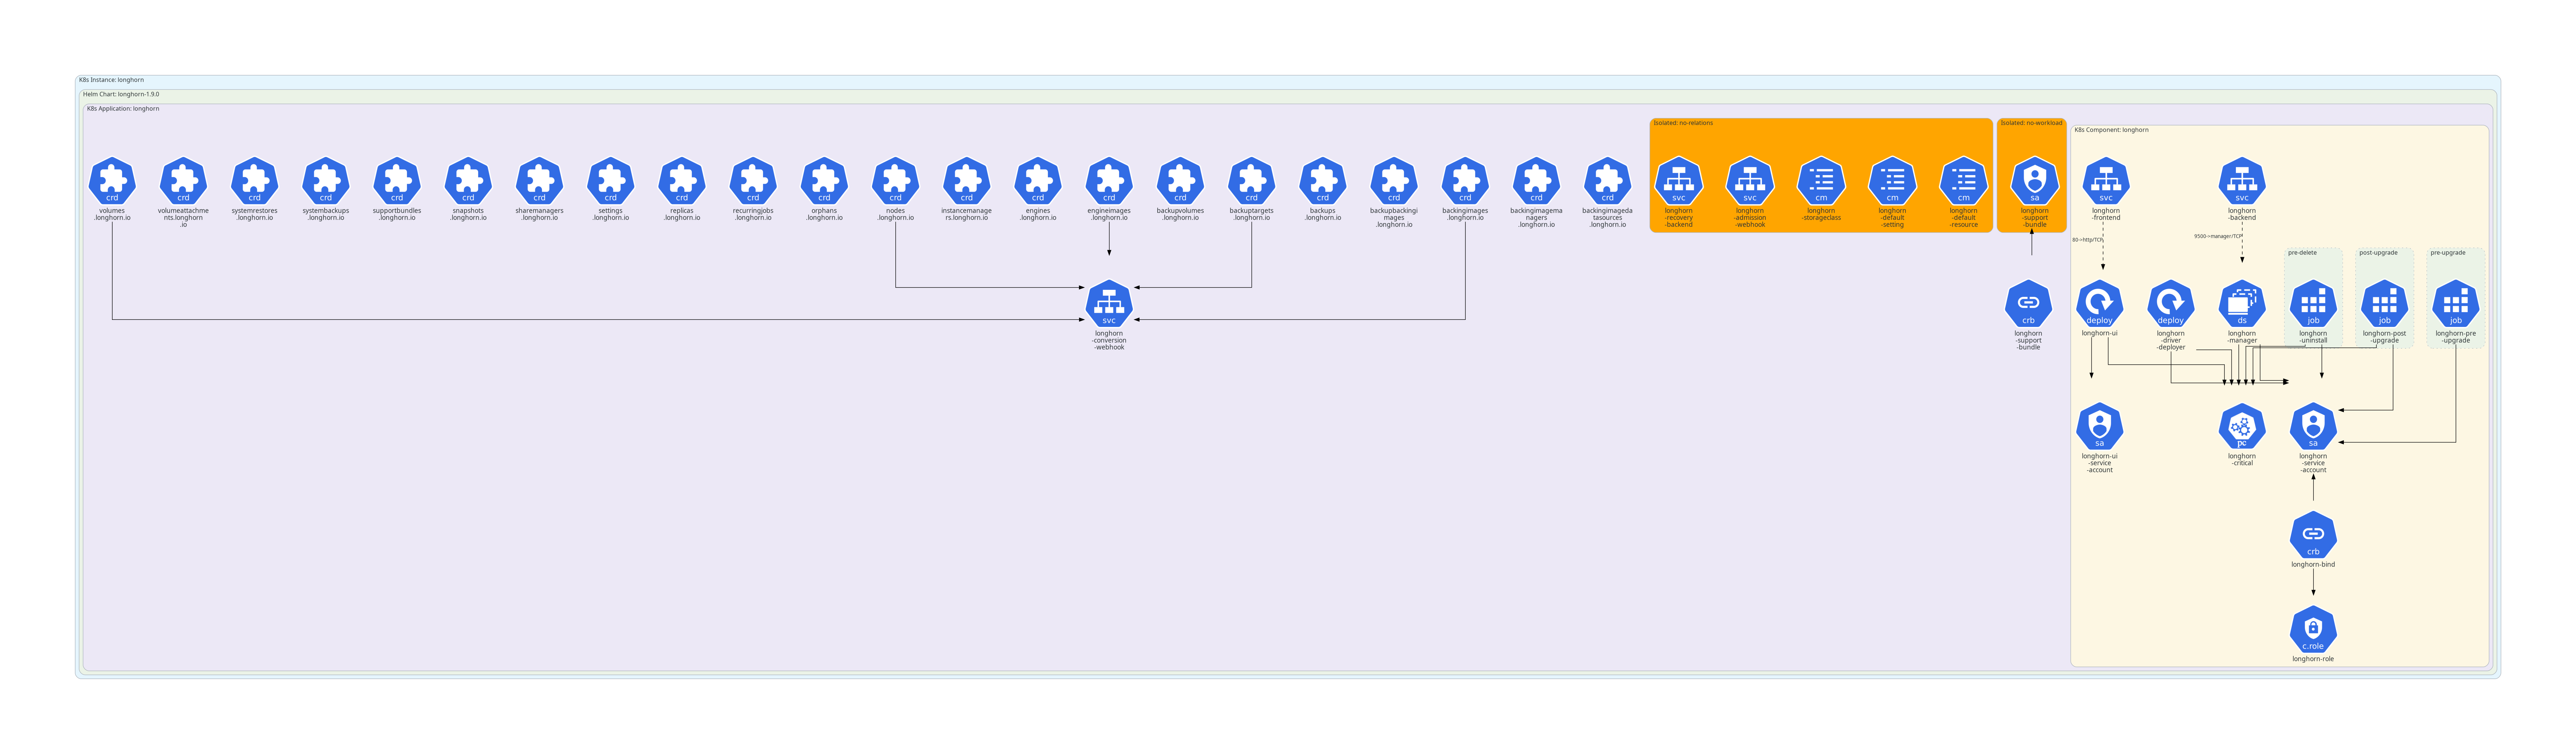 K8s Instance: longhorn
Helm Chart: longhorn-1.9.0
K8s Application: longhorn
crd
volumes
.longhorn.io
crd
volumeattachme
nts.longhorn
.io
crd
systemrestores
.longhorn.io
crd
systembackups
.longhorn.io
crd
supportbundles
.longhorn.io
crd
snapshots
.longhorn.io
crd
sharemanagers
.longhorn.io
crd
settings
.longhorn.io
crd
replicas
.longhorn.io
crd
recurringjobs
.longhorn.io
crd
orphans
.longhorn.io
crd
nodes
.longhorn.io
crd
instancemanage
rs.longhorn.io
crd
engines
.longhorn.io
crd
engineimages
.longhorn.io
crd
backupvolumes
.longhorn.io
crd
backuptargets
.longhorn.io
crd
backups
.longhorn.io
crd
backupbackingi
mages
.longhorn.io
crd
backingimages
.longhorn.io
crd
backingimagema
nagers
.longhorn.io
crd
backingimageda
tasources
.longhorn.io
Isolated: no-relations
svc
longhorn
-recovery
-backend
svc
longhorn
-admission
-webhook
cm
longhorn
-storageclass
cm
longhorn
-default
-setting
cm
longhorn
-default
-resource
Isolated: no-workload
sa
longhorn
-support
-bundle
K8s Component: longhorn
svc
longhorn
-frontend
svc
longhorn
-backend
80->http/TCP
9500->manager/TCP
svc
longhorn
-conversion
-webhook
crb
longhorn
-support
-bundle
deploy
longhorn-ui
deploy
longhorn
-driver
-deployer
ds
longhorn
-manager
pre-delete
job
longhorn
-uninstall
post-upgrade
job
longhorn-post
-upgrade
pre-upgrade
job
longhorn-pre
-upgrade
sa
longhorn-ui
-service
-account
pc
longhorn
-critical
sa
longhorn
-service
-account
crb
longhorn-bind
c.role
longhorn-role